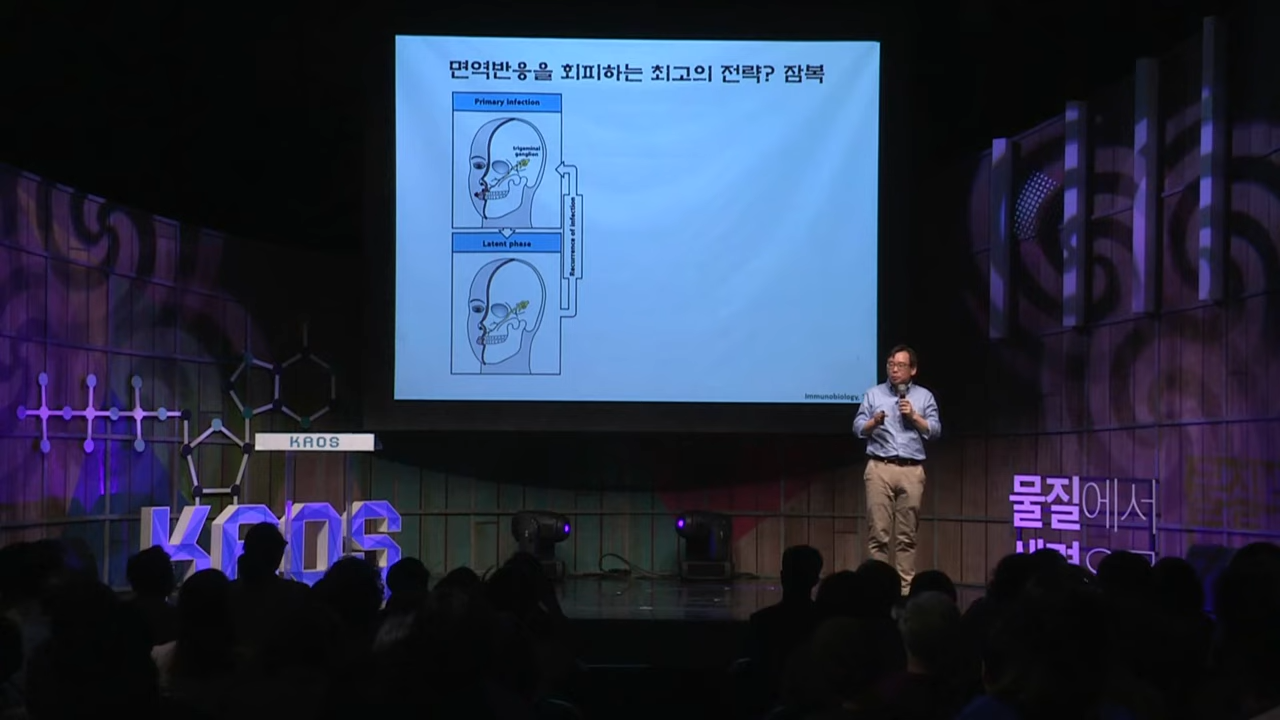 면역반응을 회피하는 최고의 전략? 잠복
Primary infection
trigeminal
ganglion
Recurrence of infection
Latent phase
Immunobiology,
KAOS
KAOS
물질에서